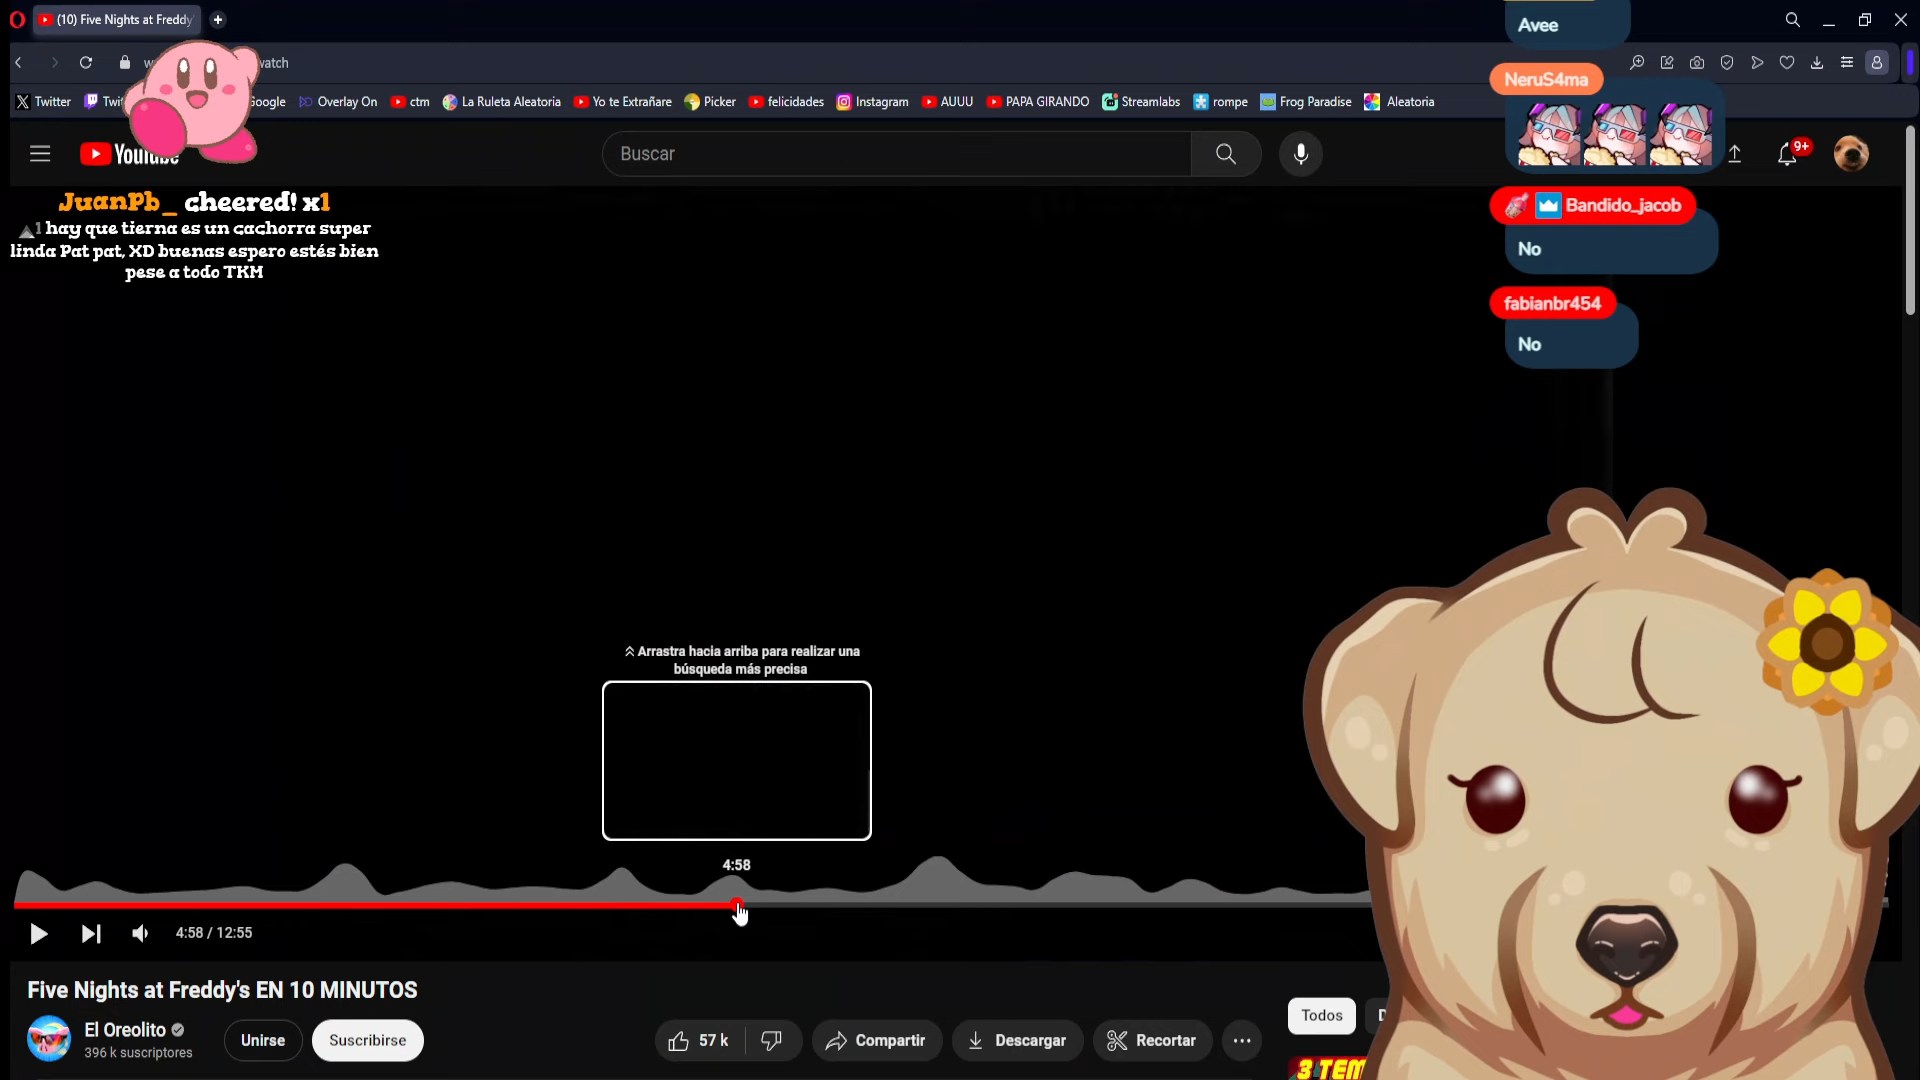 (10) Five Nights at Freddy'
watch
Twitter
Google
Overlay On
ctm
La Ruleta Aleatoria
Yo te Extrañare
Picker
felicidades
Instagram
AUUU
PAPA GIRANDO
Streamlabs
rompe
Frog Paradise
Aleatoria
YouTube
Buscar
9+
JuanPb_ cheered! x1
1 hay que tierna es un cachorra super
linda Pat pat, XD buenas espero estés bien
pese a todo TKM
Avee
NeruS4ma
Bandido_jacob
No
fabianbr454
No
Arrastra hacia arriba para realizar una
búsqueda más precisa
4:58
4:58 / 12:55
Five Nights at Freddy's EN 10 MINUTOS
El Oreolito
396 k suscriptores
Unirse
Suscribirse
57 k
Compartir
Descargar
Recortar
Todos
3 TEM